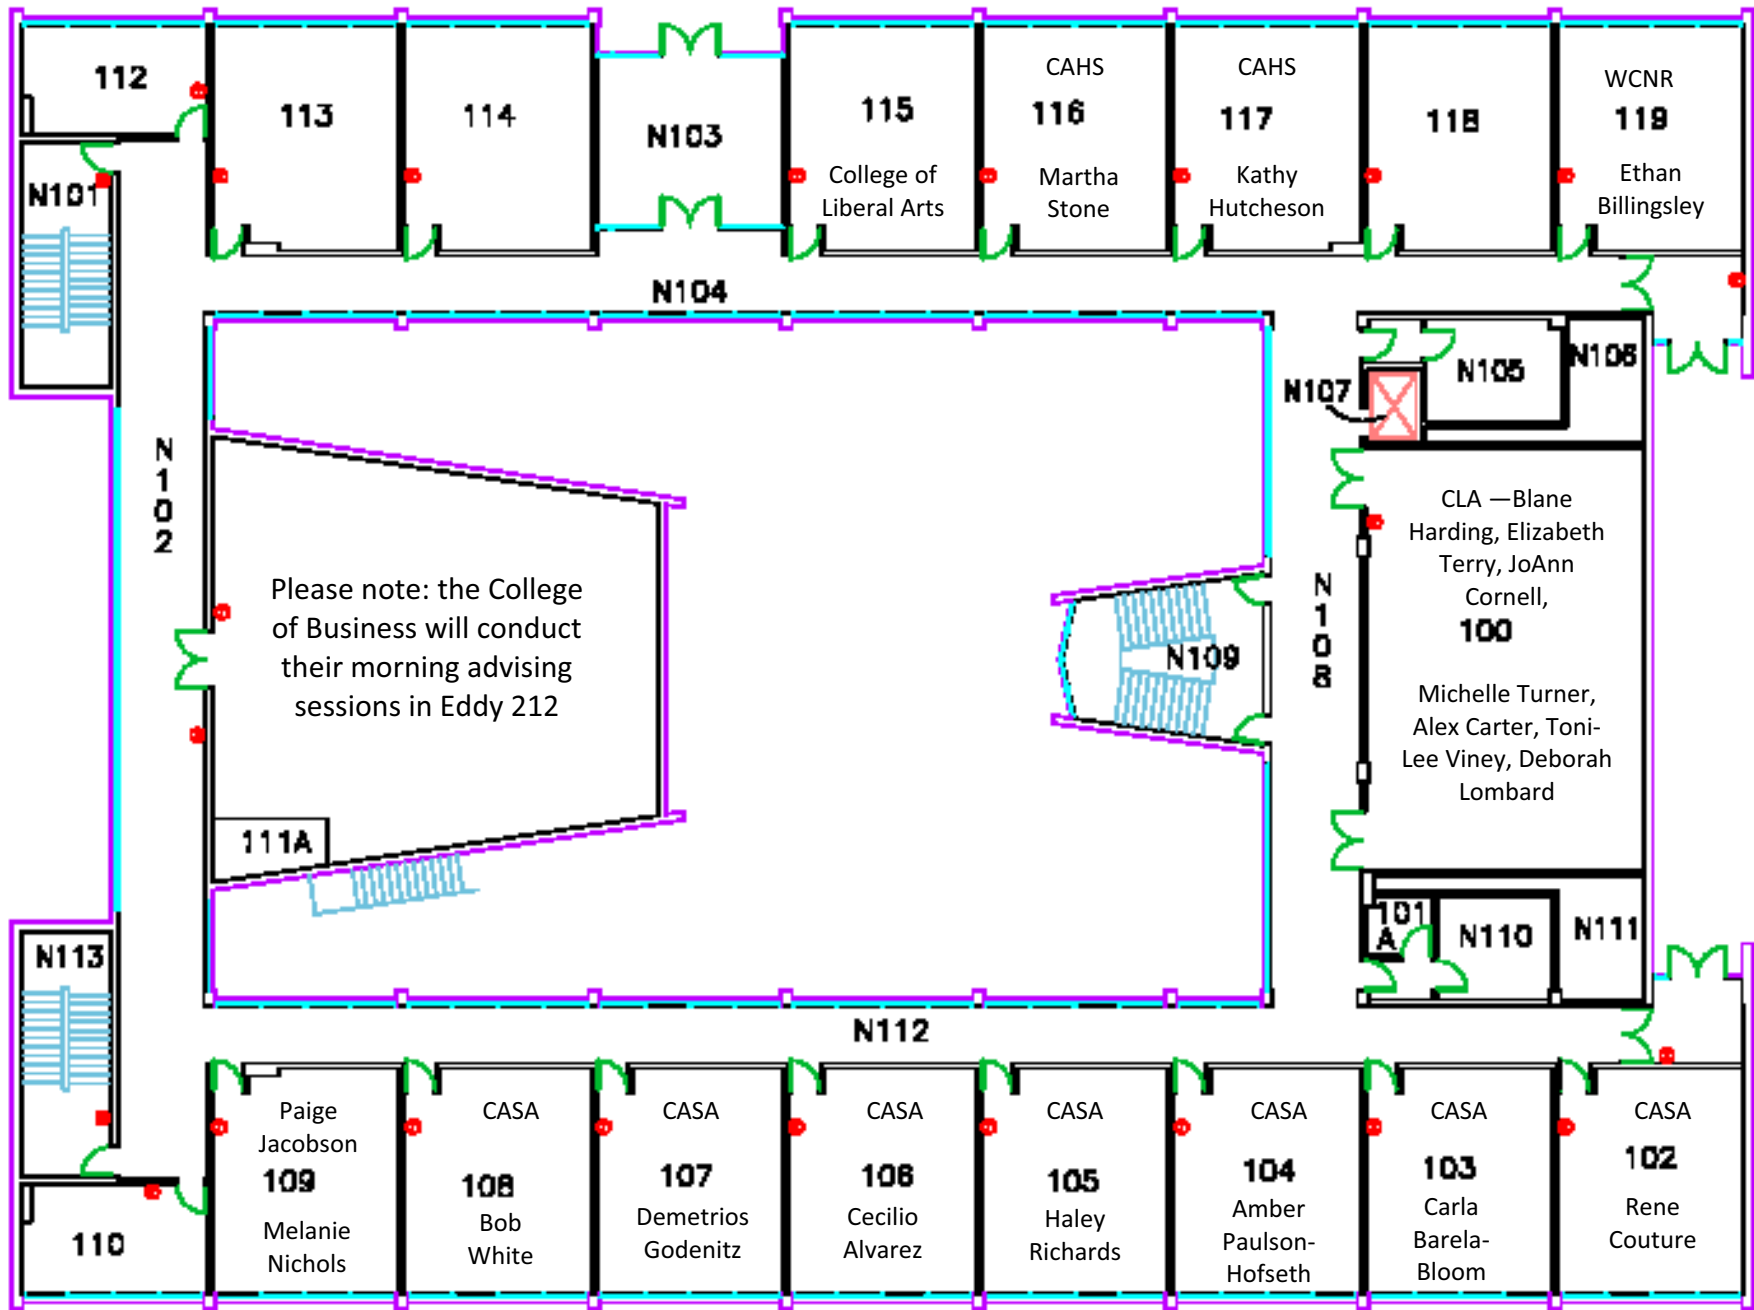 112
113
114
N103
115
College of
Liberal Arts
CAHS
116
Martha
Stone
CAHS
117
Kathy
Hutcheson
118
WCNR
119
Ethan
Billingsley
N101
N104
N105
N106
N107
N
1
0
2
Please note: the College
of Business will conduct
their morning advising
sessions in Eddy 212
N109
N
1
0
8
CLA —Blane
Harding, Elizabeth
Terry, JoAnn
Cornell,
100
Michelle Turner,
Alex Carter, Toni-
Lee Viney, Deborah
Lombard
111A
101
A
N110
N111
N113
N112
Paige
Jacobson
109
Melanie
Nichols
CASA
108
Bob
White
CASA
107
Demetrios
Godenitz
CASA
106
Cecilio
Alvarez
CASA
105
Haley
Richards
CASA
104
Amber
Paulson-
Hofseth
CASA
103
Carla
Barela-
Bloom
CASA
102
Rene
Couture
110